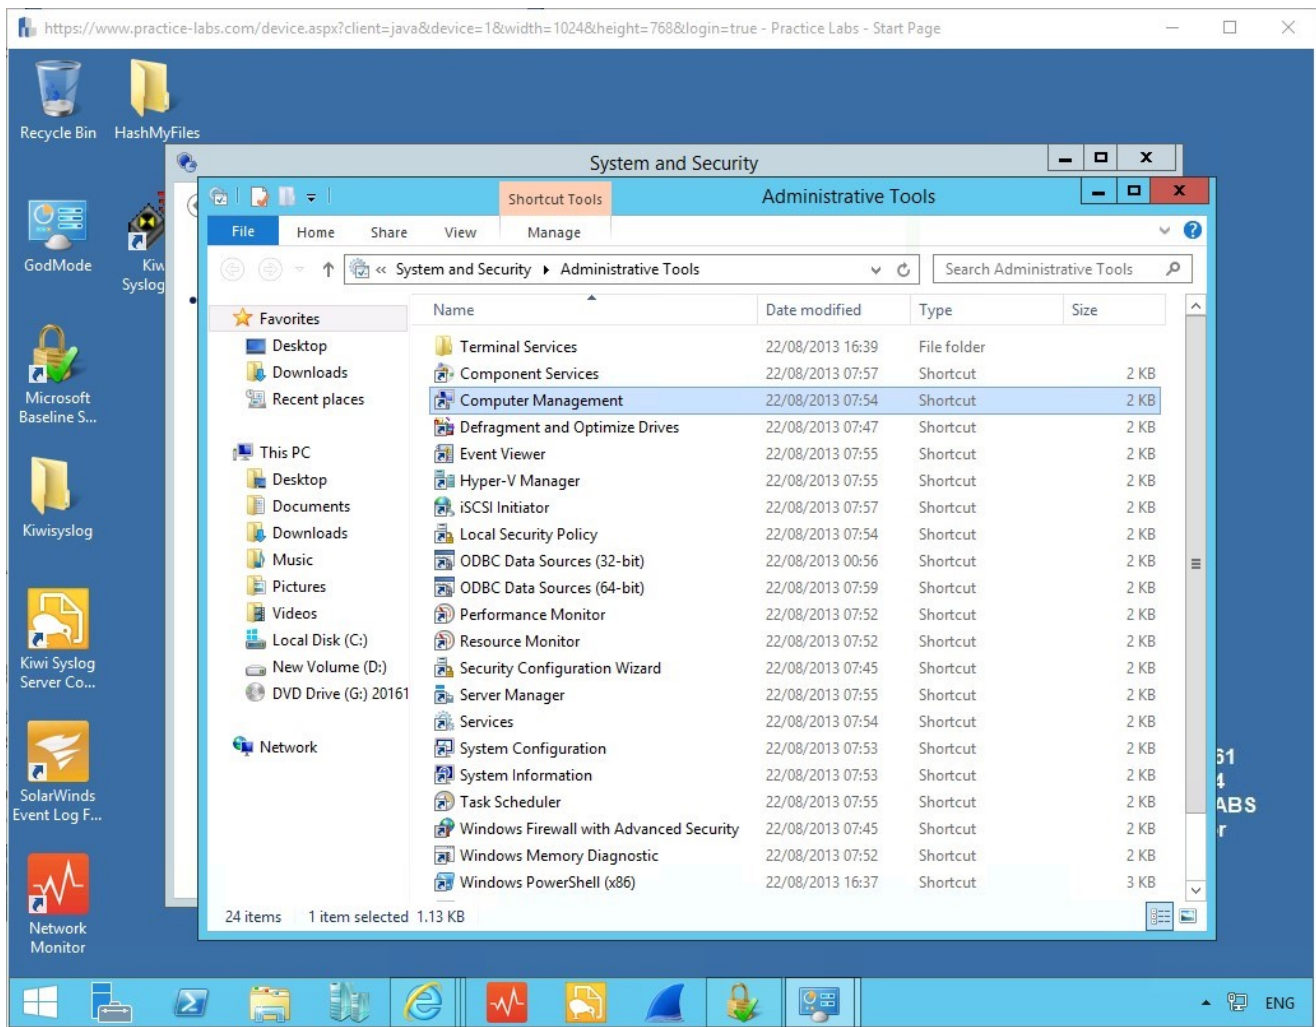 https://www.practice-labs.com/device.aspx?client=java&device=1&width=1024&height=768&login=true - Practice Labs - Start Page
Recycle Bin
HashMyFiles
System and Security
Shortcut Tools
Administrative Tools
File
Home
Share
View
Manage
GodMode
Kiw
Syslog
« System and Security
Administrative Tools
Search Administrative Tools
Name
Date modified
Type
Size
Favorites
Desktop
Downloads
Recent places
This PC
Desktop
Documents
Downloads
Music
Pictures
Videos
Local Disk (C:)
New Volume (D:)
DVD Drive (G:) 20161
Network
Terminal Services 22/08/2013 16:39 File folder
Component Services 22/08/2013 07:57 Shortcut 2 KB
Computer Management 22/08/2013 07:54 Shortcut 2 KB
Defragment and Optimize Drives 22/08/2013 07:47 Shortcut 2 KB
Event Viewer 22/08/2013 07:55 Shortcut 2 KB
Hyper-V Manager 22/08/2013 07:55 Shortcut 2 KB
iSCSI Initiator 22/08/2013 07:57 Shortcut 2 KB
Local Security Policy 22/08/2013 07:54 Shortcut 2 KB
ODBC Data Sources (32-bit) 22/08/2013 00:56 Shortcut 2 KB
ODBC Data Sources (64-bit) 22/08/2013 07:59 Shortcut 2 KB
Performance Monitor 22/08/2013 07:52 Shortcut 2 KB
Resource Monitor 22/08/2013 07:52 Shortcut 2 KB
Security Configuration Wizard 22/08/2013 07:45 Shortcut 2 KB
Server Manager 22/08/2013 07:55 Shortcut 2 KB
Services 22/08/2013 07:54 Shortcut 2 KB
System Configuration 22/08/2013 07:53 Shortcut 2 KB
System Information 22/08/2013 07:53 Shortcut 2 KB
Task Scheduler 22/08/2013 07:55 Shortcut 2 KB
Windows Firewall with Advanced Security 22/08/2013 07:45 Shortcut 2 KB
Windows Memory Diagnostic 22/08/2013 07:52 Shortcut 2 KB
Windows PowerShell (x86) 22/08/2013 16:37 Shortcut 3 KB
24 items
1 item selected 1.13 KB
Microsoft
Baseline S...
Kiwisyslog
Kiwi Syslog
Server Co...
SolarWinds
Event Log F...
Network
Monitor
61
4
ABS
r
ENG